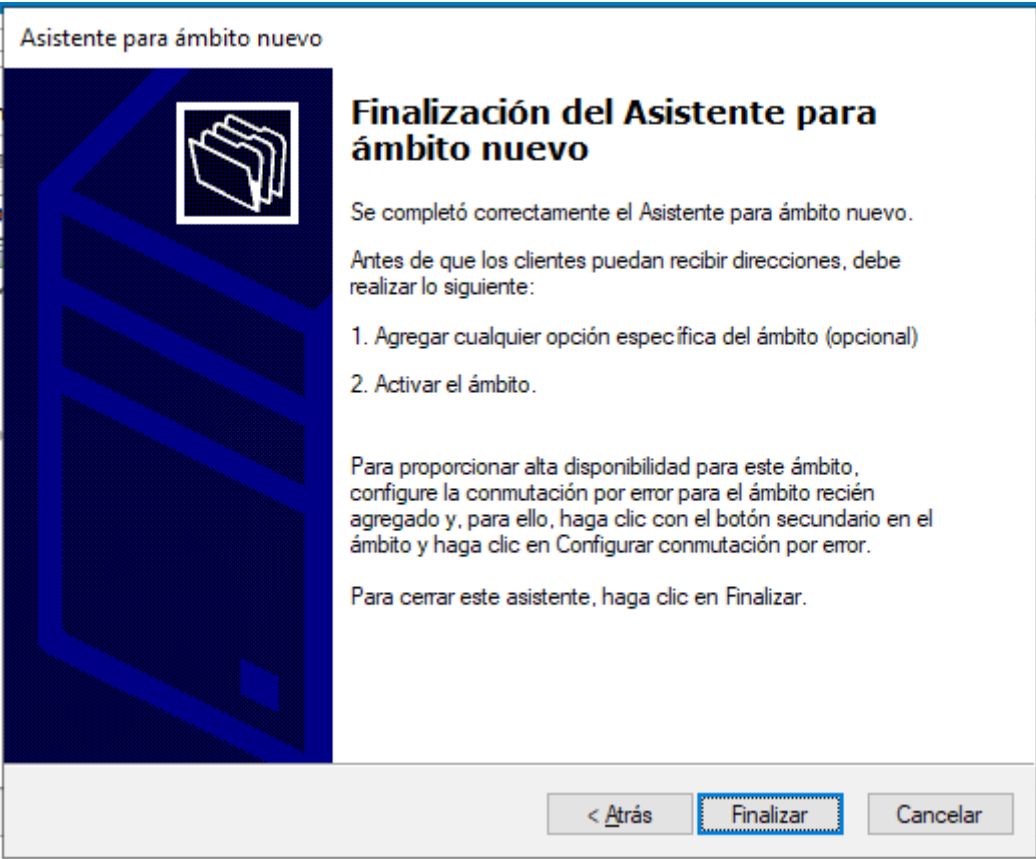 Asistente para ámbito nuevo
Finalización del Asistente para
ámbito nuevo
Se completó correctamente el Asistente para ámbito nuevo.
Antes de que los clientes puedan recibir direcciones, debe
realizar lo siguiente:
1. Agregar cualquier opción específica del ámbito (opcional)
2. Activar el ámbito.
Para proporcionar alta disponibilidad para este ámbito,
configure la conmutación por error para el ámbito recién
agregado y, para ello, haga clic con el botón secundario en el
ámbito y haga clic en Configurar conmutación por error.
Para cerrar este asistente, haga clic en Finalizar.
< Atrás Finalizar Cancelar